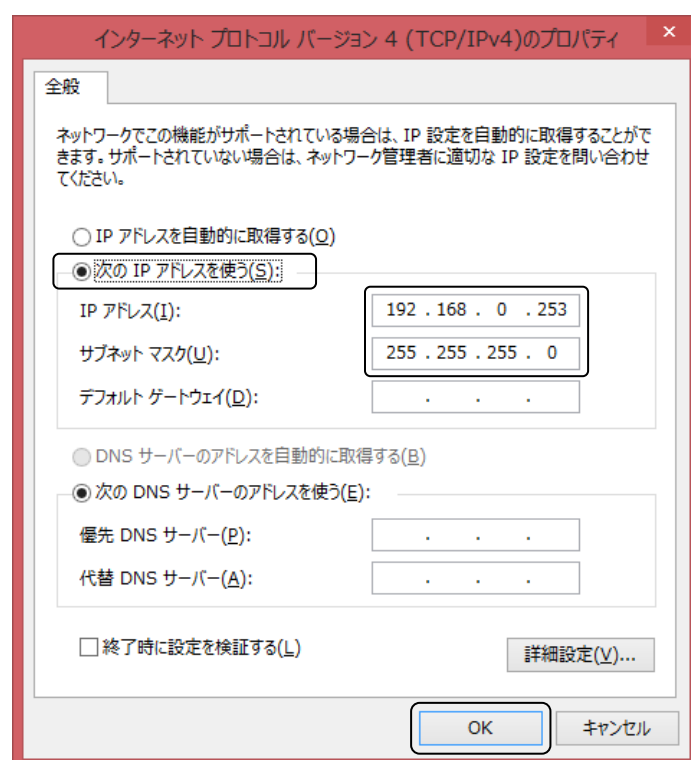 インターネット プロトコル バージョン 4 (TCP/IPv4)のプロパティ
×
全般
ネットワークでこの機能がサポートされている場合は、IP 設定を自動的に取得することがで
きます。サポートされていない場合は、ネットワーク管理者に適切な IP 設定を問い合わせ
てください。
IP アドレスを自動的に取得する(O)
次の IP アドレスを使う(S):
IP アドレス(I): 192 . 168 . 0 . 253
サブネット マスク(U): 255 . 255 . 255 . 0
デフォルト ゲートウェイ(D): . . .
DNS サーバーのアドレスを自動的に取得する(B)
次の DNS サーバーのアドレスを使う(E):
優先 DNS サーバー(P): . . .
代替 DNS サーバー(A): . . .
終了時に設定を検証する(L)
詳細設定(V)...
OK キャンセル